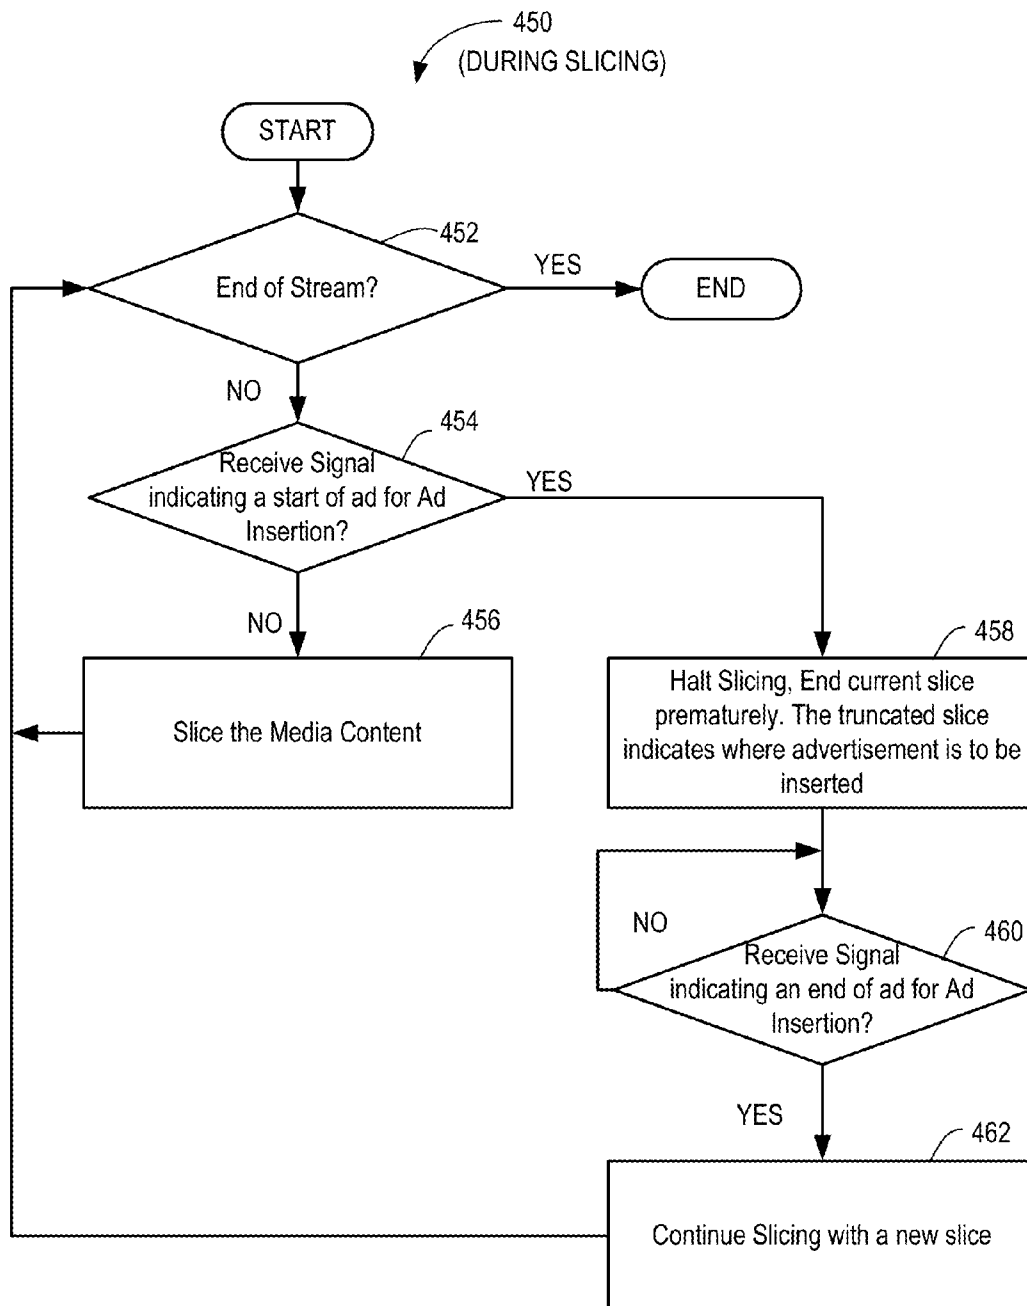 450
(DURING SLICING)
START
452
End of Stream?
YES
END
NO
454
Receive Signal
indicating a start of ad for Ad
Insertion?
YES
NO
456
Slice the Media Content
458
Halt Slicing, End current slice
prematurely. The truncated slice
indicates where advertisement is to be
inserted
NO
460
Receive Signal
indicating an end of ad for Ad
Insertion?
YES
462
Continue Slicing with a new slice